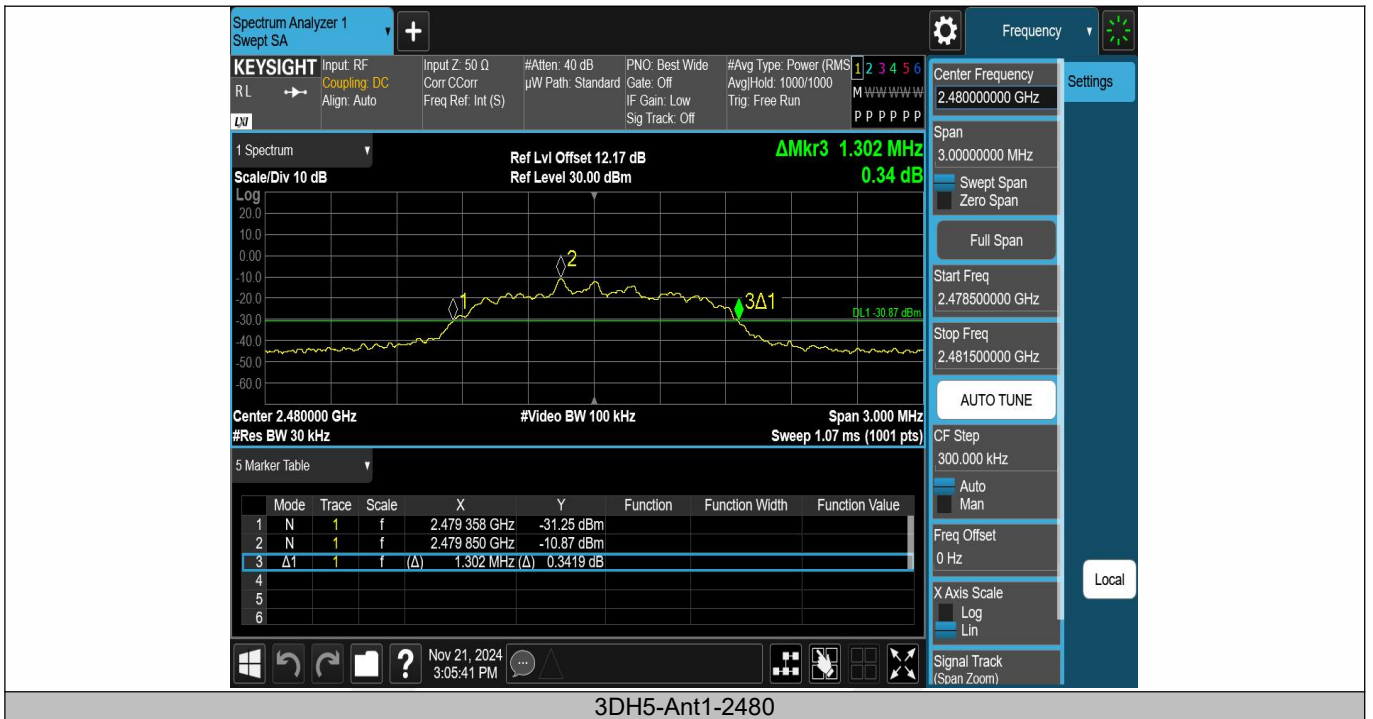 Spectrum Analyzer 1
Swept SA
+
Frequency
KEYSIGHT
RL
LXI
Input: RF
Coupling: DC
Align: Auto
Input Z: 50 Ω
Corr CCorr
Freq Ref: Int (S)
#Atten: 40 dB
µW Path: Standard
PNO: Best Wide
Gate: Off
IF Gain: Low
Sig Track: Off
#Avg Type: Power (RMS
Avg|Hold: 1000/1000
Trig: Free Run
1 2 3 4 5 6
M W W W W W
P P P P P P
Center Frequency
2.480000000 GHz
Settings
Span
3.00000000 MHz
Swept Span
Zero Span
Full Span
Start Freq
2.478500000 GHz
Stop Freq
2.481500000 GHz
AUTO TUNE
CF Step
300.000 kHz
Auto
Man
Freq Offset
0 Hz
X Axis Scale
Log
Lin
Signal Track
(Span Zoom)
Local
1 Spectrum
Scale/Div 10 dB
Ref Lvl Offset 12.17 dB
Ref Level 30.00 dBm
ΔMkr3 1.302 MHz
0.34 dB
Log
20.0
10.0
0.00
-10.0
-20.0
-30.0
-40.0
-50.0
-60.0
1
2
3Δ1
DL1 -30.87 dBm
Center 2.480000 GHz
#Video BW 100 kHz
Span 3.000 MHz
#Res BW 30 kHz
Sweep 1.07 ms (1001 pts)
5 Marker Table
Mode Trace Scale X Y Function Function Width Function Value
1 N 1 f 2.479 358 GHz -31.25 dBm
2 N 1 f 2.479 850 GHz -10.87 dBm
3 Δ1 1 f (Δ) 1.302 MHz (Δ) 0.3419 dB
4
5
6
?
Nov 21, 2024
3:05:41 PM
3DH5-Ant1-2480